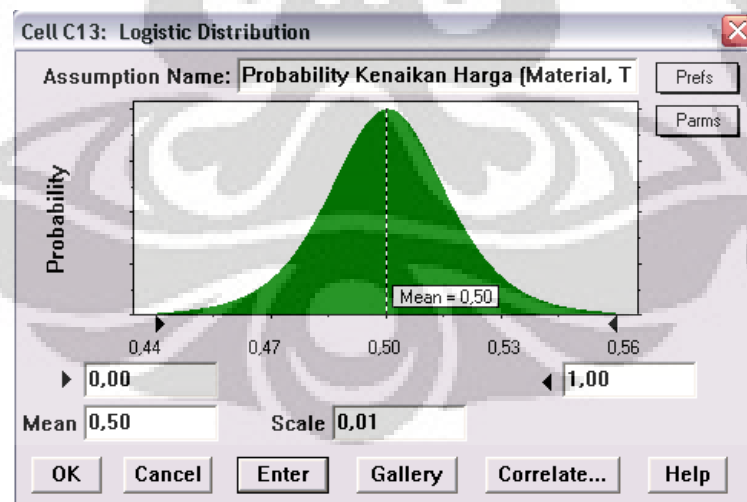 Cell C13: Logistic Distribution
Assumption Name: Probability Kenaikan Harga (Material, T
Prefs
Parms
Probability
Mean = 0,50
0,44 0,47 0,50 0,53 0,56
0,00 1,00
Mean 0,50 Scale 0,01
OK Cancel Enter Gallery Correlate... Help